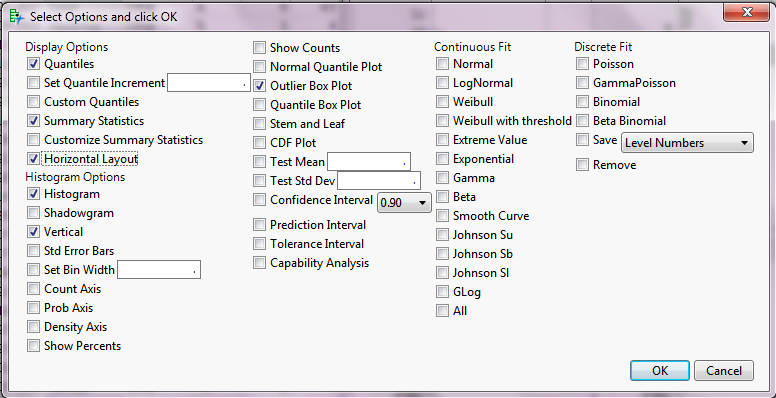 Select Options and click OK
Display Options
Quantiles
Set Quantile Increment .
Custom Quantiles
Summary Statistics
Customize Summary Statistics
Horizontal Layout
Histogram Options
Histogram
Shadowgram
Vertical
Std Error Bars
Set Bin Width .
Count Axis
Prob Axis
Density Axis
Show Percents
Show Counts
Normal Quantile Plot
Outlier Box Plot
Quantile Box Plot
Stem and Leaf
CDF Plot
Test Mean .
Test Std Dev .
Confidence Interval 0.90
Prediction Interval
Tolerance Interval
Capability Analysis
Continuous Fit
Normal
LogNormal
Weibull
Weibull with threshold
Extreme Value
Exponential
Gamma
Beta
Smooth Curve
Johnson Su
Johnson Sb
Johnson Sl
GLog
All
Discrete Fit
Poisson
GammaPoisson
Binomial
Beta Binomial
Save Level Numbers
Remove
OK Cancel